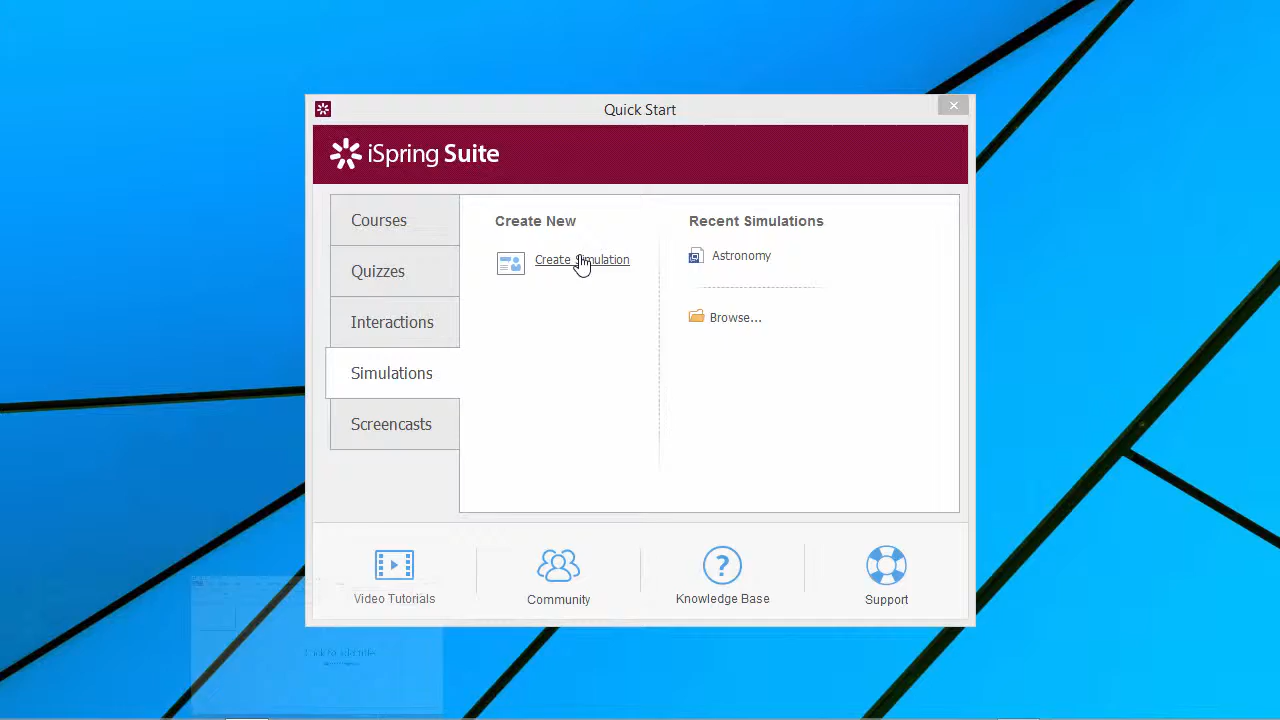 Quick Start
iSpring Suite
Courses
Quizzes
Interactions
Simulations
Screencasts
Create New
Create Simulation
Recent Simulations
Astronomy
Browse...
Video Tutorials
Community
Knowledge Base
Support